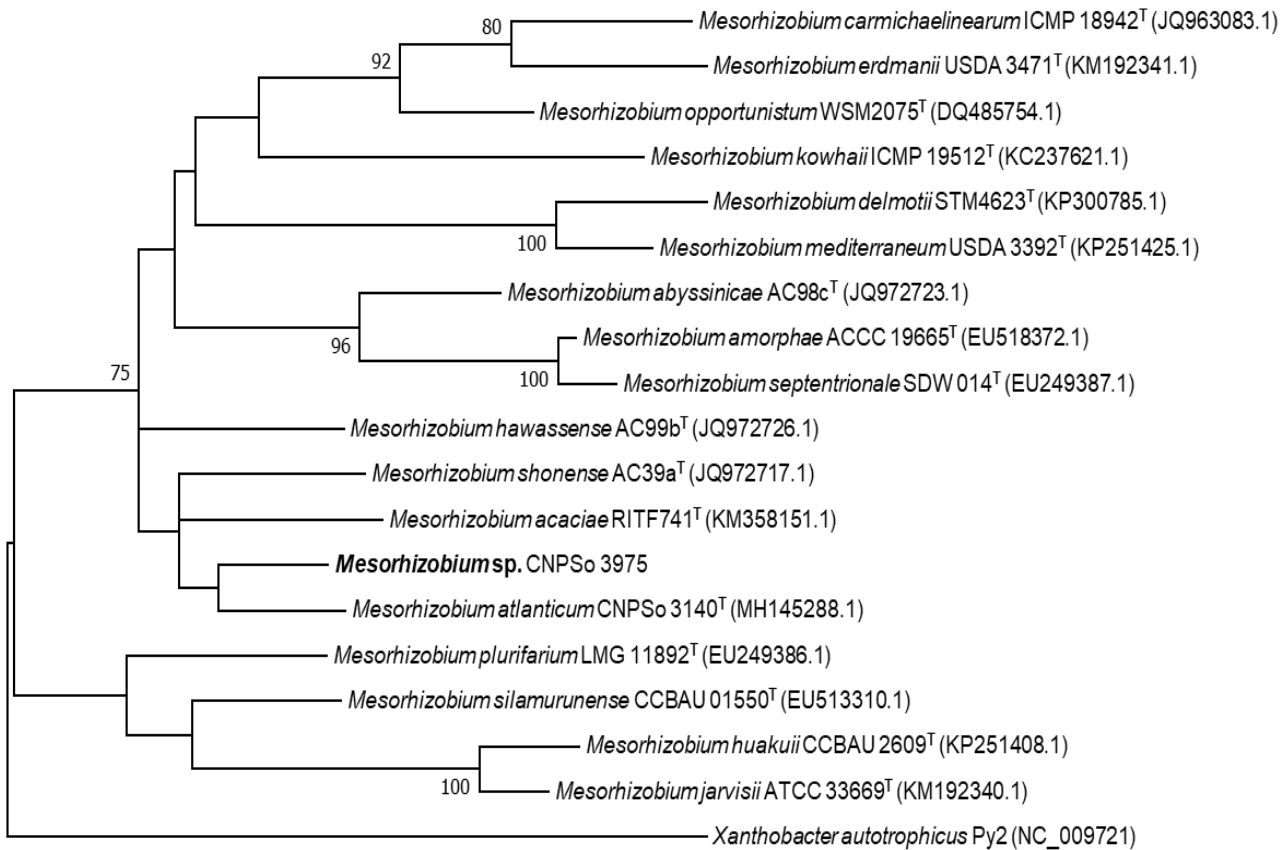 80
Mesorhizobium carmichaelinearum ICMP 18942ᵀ (JQ963083.1)
92
Mesorhizobium erdmanii USDA 3471ᵀ (KM192341.1)
Mesorhizobium opportunistum WSM2075ᵀ (DQ485754.1)
Mesorhizobium kowhaii ICMP 19512ᵀ (KC237621.1)
Mesorhizobium delmotii STM4623ᵀ (KP300785.1)
100
Mesorhizobium mediterraneum USDA 3392ᵀ (KP251425.1)
Mesorhizobium abyssinicae AC98cᵀ (JQ972723.1)
96
Mesorhizobium amorphae ACCC 19665ᵀ (EU518372.1)
75
100
Mesorhizobium septentrionale SDW 014ᵀ (EU249387.1)
Mesorhizobium hawassense AC99bᵀ (JQ972726.1)
Mesorhizobium shonense AC39aᵀ (JQ972717.1)
Mesorhizobium acaciae RITF741ᵀ (KM358151.1)
Mesorhizobium sp. CNPSo 3975
Mesorhizobium atlanticum CNPSo 3140ᵀ (MH145288.1)
Mesorhizobium plurifarium LMG 11892ᵀ (EU249386.1)
Mesorhizobium silamurunense CCBAU 01550ᵀ (EU513310.1)
Mesorhizobium huakuii CCBAU 2609ᵀ (KP251408.1)
100
Mesorhizobium jarvisii ATCC 33669ᵀ (KM192340.1)
Xanthobacter autotrophicus Py2 (NC_009721)